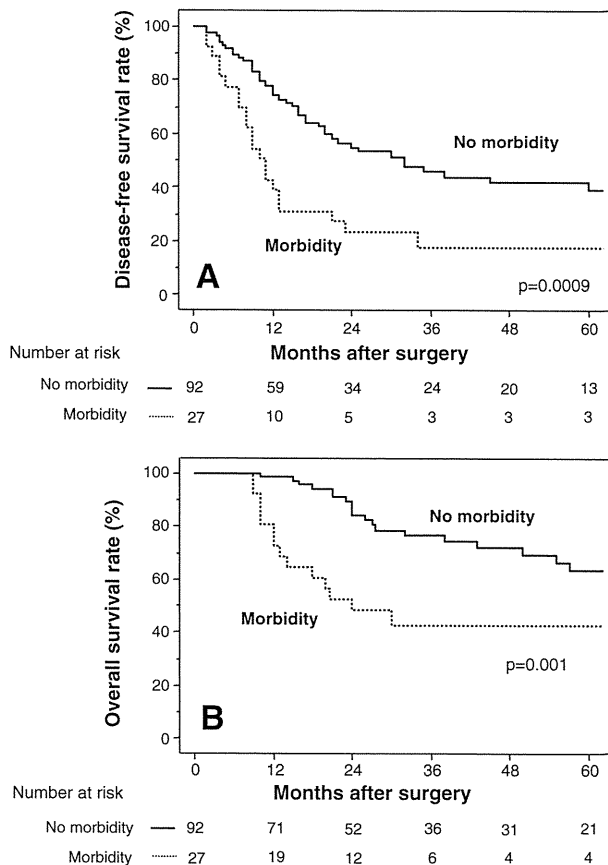 Disease-free survival rate (%)
100
80
60
40
20
0
No morbidity
Morbidity
A
p=0.0009
0 12 24 36 48 60
Number at risk
Months after surgery
No morbidity 92 59 34 24 20 13
Morbidity 27 10 5 3 3 3
Overall survival rate (%)
100
80
60
40
20
0
No morbidity
Morbidity
B
p=0.001
0 12 24 36 48 60
Number at risk
Months after surgery
No morbidity 92 71 52 36 31 21
Morbidity 27 19 12 6 4 4